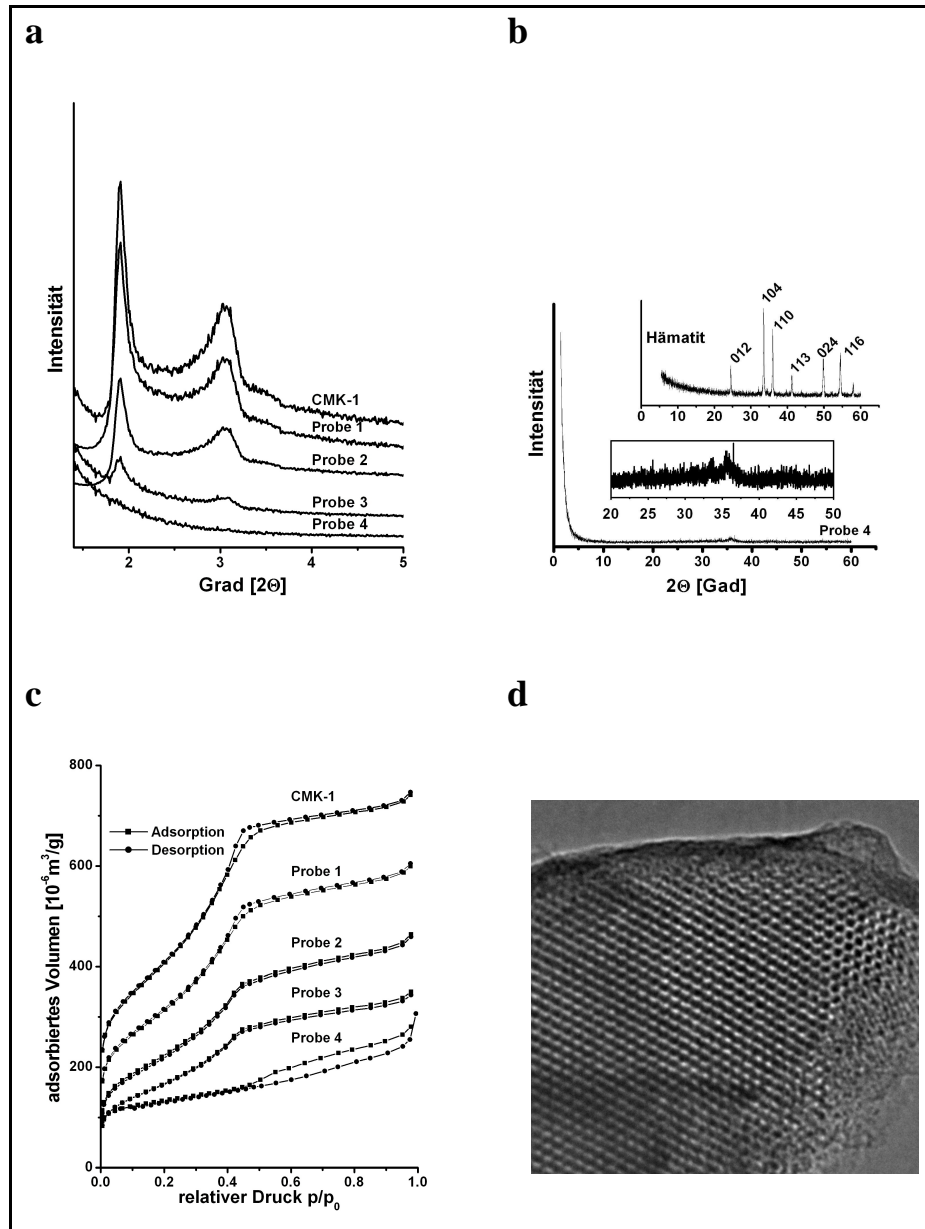 a
Intensität
CMK-1
Probe 1
Probe 2
Probe 3
Probe 4
2 3 4 5
Grad [2Θ]
b
Intensität
Hämatit
012
104
110
113
024
116
0 10 20 30 40 50 60
20 25 30 35 40 45 50
Probe 4
0 10 20 30 40 50 60
2Θ [Gad]
c
adsorbiertes Volumen [10⁻⁶m³/g]
800
600
400
200
0
CMK-1
Adsorption
Desorption
Probe 1
Probe 2
Probe 3
Probe 4
0.0 0.2 0.4 0.6 0.8 1.0
relativer Druck p/p₀
d